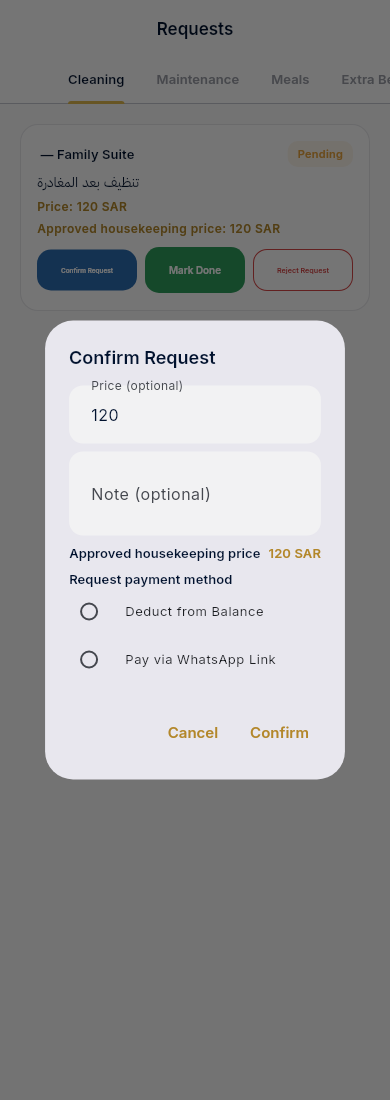 Requests
Cleaning Maintenance Meals Extra Be
— Family Suite Pending
تنظيف بعد المغادرة
Price: 120 SAR
Approved housekeeping price: 120 SAR
Confirm Request Mark Done Reject Request
Confirm Request
Price (optional)
120
Note (optional)
Approved housekeeping price 120 SAR
Request payment method
Deduct from Balance
Pay via WhatsApp Link
Cancel Confirm